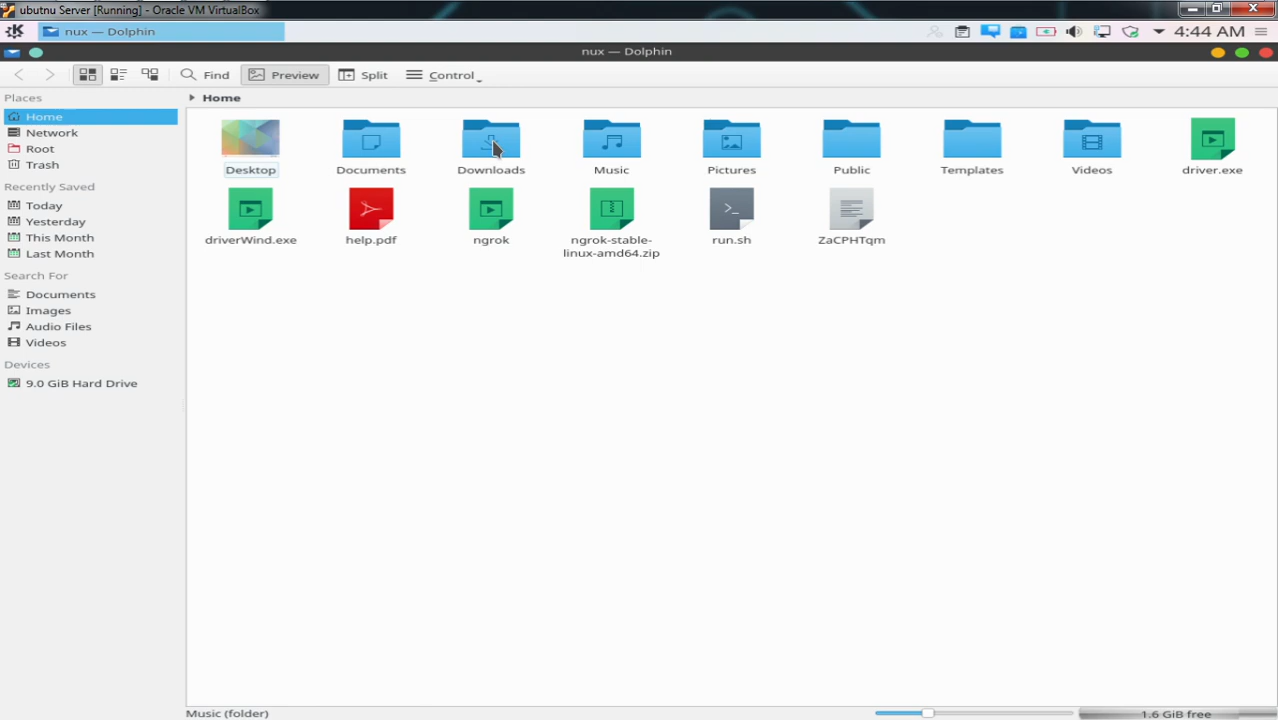 ubutnu Server [Running] - Oracle VM VirtualBox
nux — Dolphin
4:44 AM
nux — Dolphin
Find
Preview
Split
Control
Places
Home
Network
Root
Trash
Recently Saved
Today
Yesterday
This Month
Last Month
Search For
Documents
Images
Audio Files
Videos
Devices
9.0 GiB Hard Drive
Home
Desktop
Documents
Downloads
Music
Pictures
Public
Templates
Videos
driver.exe
driverWind.exe
help.pdf
ngrok
ngrok-stable-
linux-amd64.zip
run.sh
ZaCPHTqm
Music (folder)
1.6 GiB free